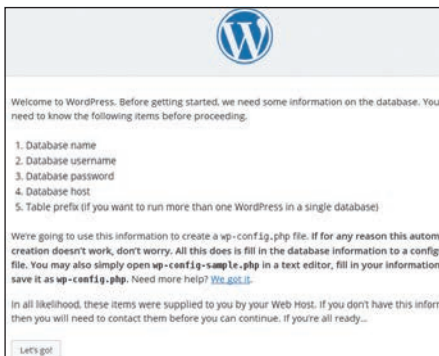 Welcome to WordPress. Before getting started, we need some information on the database. You
need to know the following items before proceeding.
1. Database name
2. Database username
3. Database password
4. Database host
5. Table prefix (if you want to run more than one WordPress in a single database)
We're going to use this information to create a wp-config.php file. If for any reason this autom
creation doesn't work, don't worry. All this does is fill in the database information to a config
file. You may also simply open wp-config-sample.php in a text editor, fill in your information
save it as wp-config.php. Need more help? We got it.
In all likelihood, these items were supplied to you by your Web Host. If you don't have this inforr
then you will need to contact them before you can continue. If you're all ready...
Let's go!